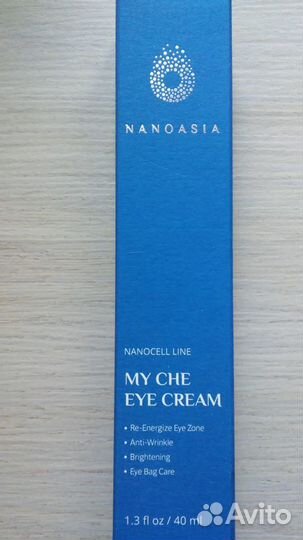 NANOASIA
NANOCELL LINE
MY CHE
EYE CREAM
• Re-Energize Eye Zone
• Anti-Wrinkle
• Brightening
• Eye Bag Care
1.3 fl oz / 40 ml
Avito